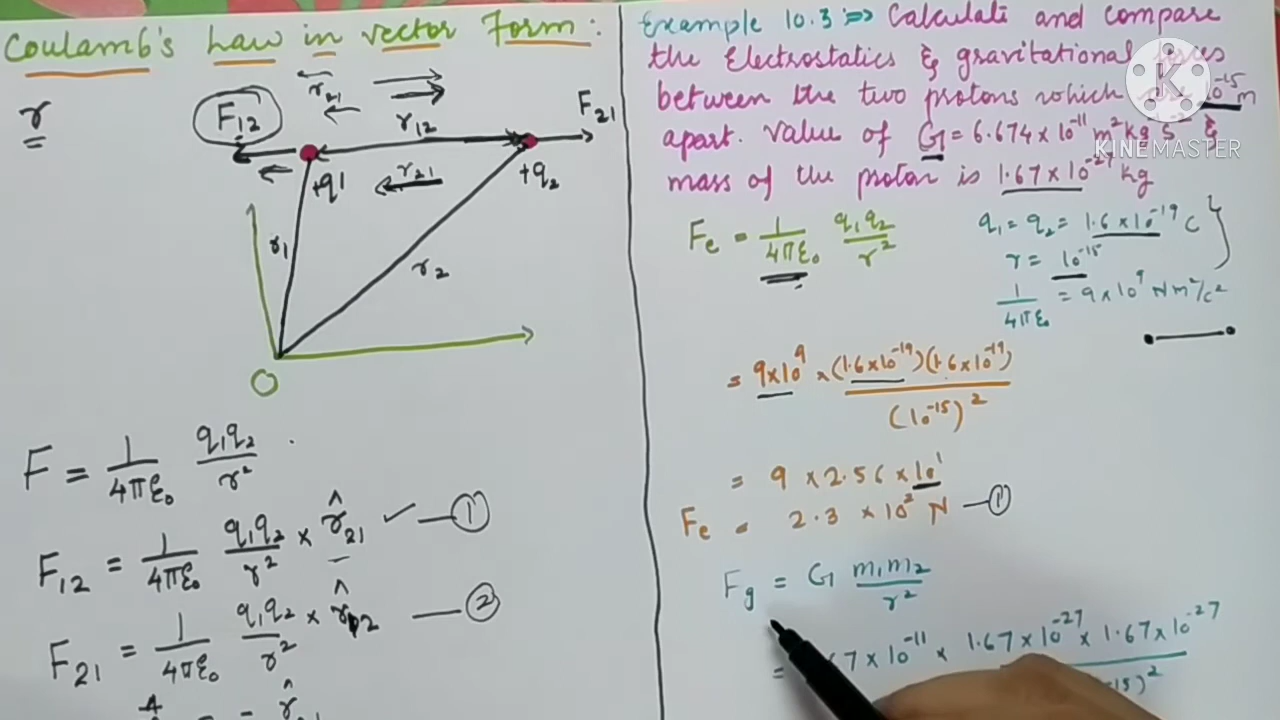 Coulamb's Law in vector Form:
r
F12
r21
r12
F21
r21
+q1
+q2
r1
r2
O
F = 1/4πε0 q1q2/r²
F12 = 1/4πε0 q1q2/r² × r̂21 ✓ —①
F21 = 1/4πε0 q1q2/r² × r̂12 —②
Example 10.3 ⇒ Calculate and compare
the Electrostatics & gravitational
between the two protons which 10⁻¹⁵ m
apart. Value of G = 6.674×10⁻¹¹ m² kg S &
mass of the proton is 1.67×10⁻²⁷ kg
K
KINEMASTER
Fe = 1/4πε0 q1q2/r²
q1 = q2 = 1.6×10⁻¹⁹ C
r = 10⁻¹⁵
1/4πε0 = 9×10⁹ Nm²/c²
= 9×10⁹ × (1.6×10⁻¹⁹)(1.6×10⁻¹⁹)/(10⁻¹⁵)²
= 9 × 2.56 × 10¹
Fe = 2.3 × 10² N —①
Fg = G m1m2/r²
= 67×10⁻¹¹ × 1.67×10⁻²⁷ × 1.67×10⁻²⁷